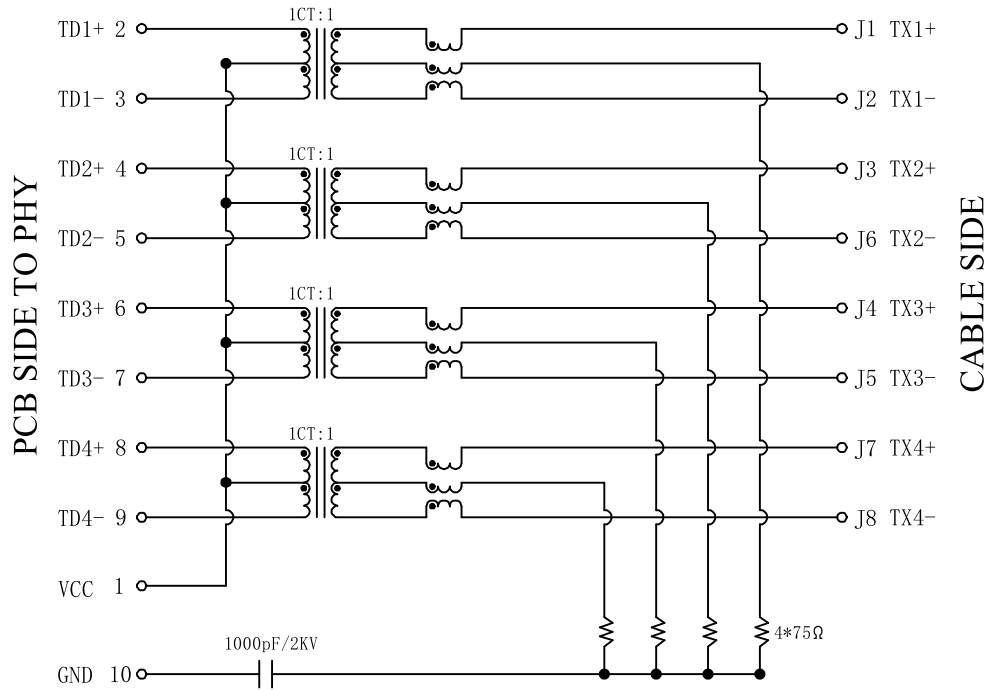 1CT:1
TD1+ 2
J1 TX1+
TD1- 3
J2 TX1-
1CT:1
TD2+ 4
J3 TX2+
TD2- 5
J6 TX2-
1CT:1
TD3+ 6
J4 TX3+
TD3- 7
J5 TX3-
1CT:1
TD4+ 8
J7 TX4+
TD4- 9
J8 TX4-
VCC 1
4*75Ω
1000pF/2KV
GND 10
PCB SIDE TO PHY
CABLE SIDE